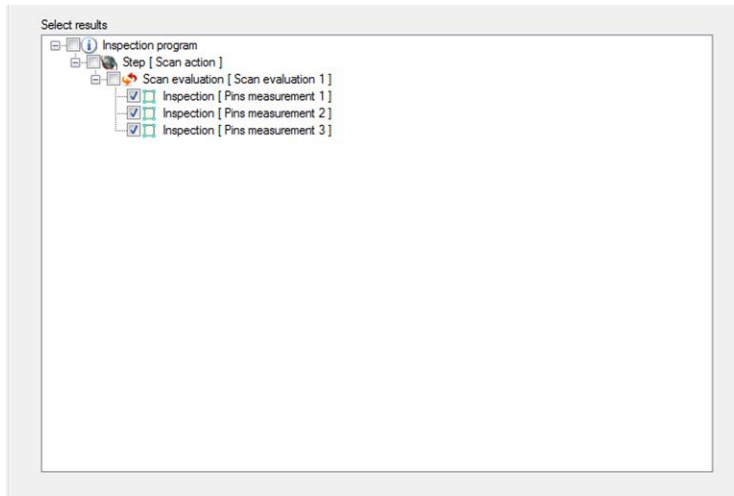 Select results
Inspection program
Step [ Scan action ]
Scan evaluation [ Scan evaluation 1 ]
Inspection [ Pins measurement 1 ]
Inspection [ Pins measurement 2 ]
Inspection [ Pins measurement 3 ]